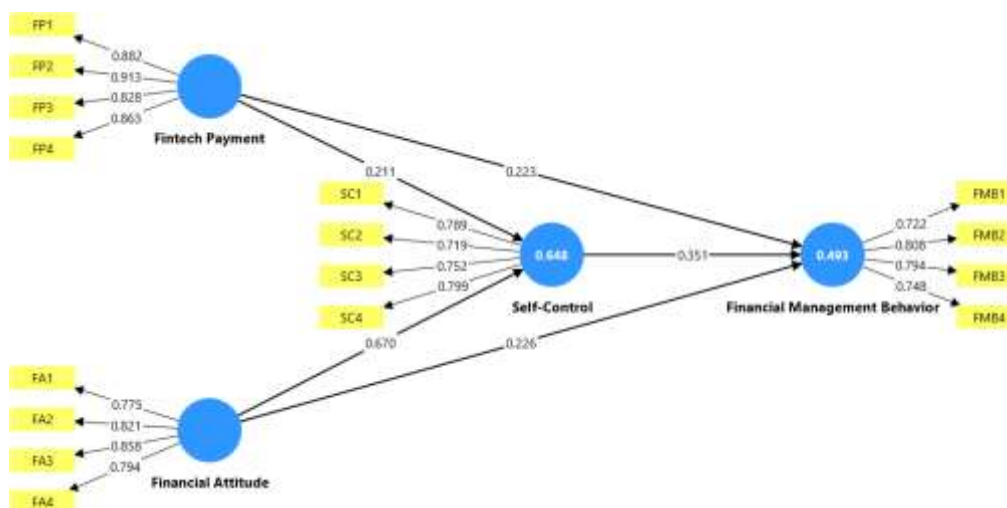 FP1
0.882
FP2
0.913
FP3
0.828
FP4
0.863
Fintech Payment
0.211
0.223
SC1
0.789
SC2
0.719
SC3
0.752
SC4
0.799
0.648
Self-Control
0.351
0.493
Financial Management Behavior
FMB1
0.722
FMB2
0.808
FMB3
0.794
FMB4
0.748
0.670
0.226
FA1
0.775
FA2
0.821
FA3
0.858
FA4
0.794
Financial Attitude